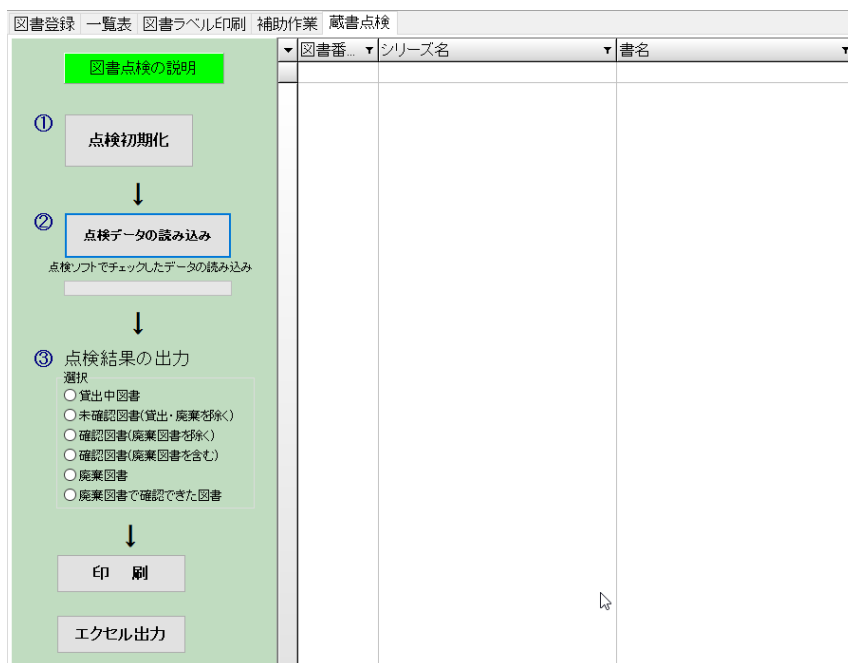 図書登録 一覧表 図書ラベル印刷 補助作業 蔵書点検
図書番... シリーズ名 書名
図書点検の説明
① 点検初期化
↓
② 点検データの読み込み
点検ソフトでチェックしたデータの読み込み
↓
③ 点検結果の出力
選択
貸出中図書
未確認図書(貸出・廃棄を除く)
確認図書(廃棄図書を除く)
確認図書(廃棄図書を含む)
廃棄図書
廃棄図書で確認できた図書
↓
印 刷
エクセル出力